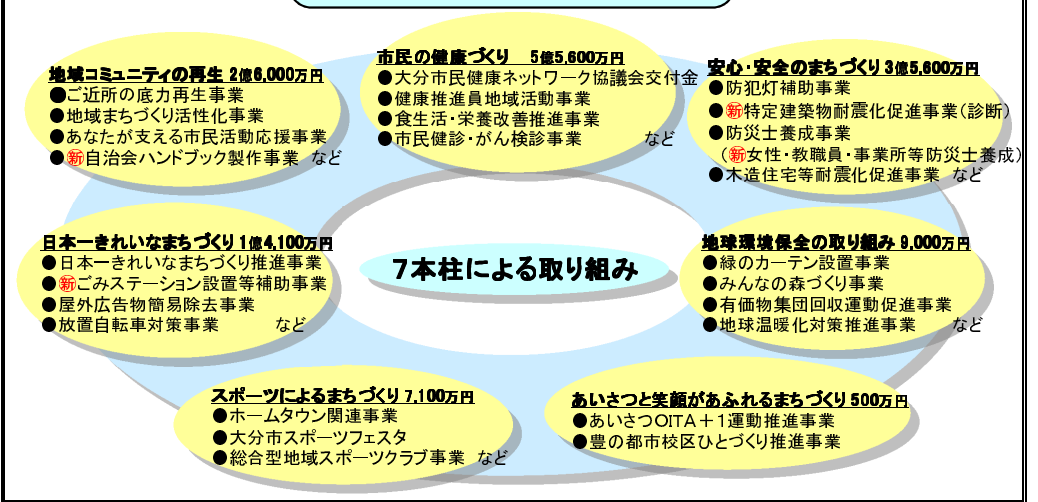 市民の健康づくり 5億5,600万円
●大分市民健康ネットワーク協議会交付金
●健康推進員地域活動事業
●食生活・栄養改善推進事業
●市民健診・がん検診事業 など
地域コミュニティの再生 2億6,000万円
●ご近所の底力再生事業
●地域まちづくり活性化事業
●あなたが支える市民活動応援事業
●新自治会ハンドブック製作事業 など
安心・安全のまちづくり 3億5,600万円
●防犯灯補助事業
●新特定建築物耐震化促進事業(診断)
●防災士養成事業
(新女性・教職員・事業所等防災士養成)
●木造住宅等耐震化促進事業 など
日本一きれいなまちづくり 1億4,100万円
●日本一きれいなまちづくり推進事業
●新ごみステーション設置等補助事業
●屋外広告物簡易除去事業
●放置自転車対策事業 など
7本柱による取り組み
地球環境保全の取り組み 9,000万円
●緑のカーテン設置事業
●みんなの森づくり事業
●有価物集団回収運動促進事業
●地球温暖化対策推進事業 など
スポーツによるまちづくり 7,100万円
●ホームタウン関連事業
●大分市スポーツフェスタ
●総合型地域スポーツクラブ事業 など
あいさつと笑顔があふれるまちづくり 500万円
●あいさつOITA+1運動推進事業
●豊の都市校区ひとづくり推進事業